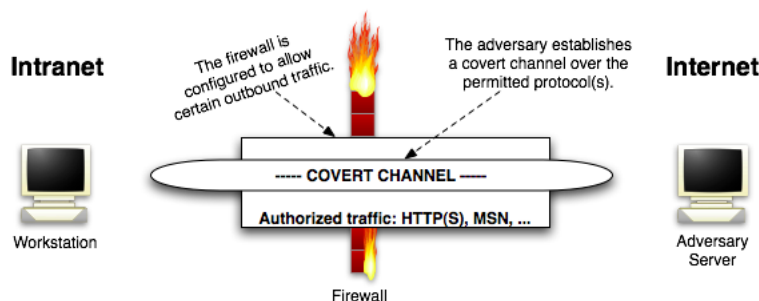 Intranet
The firewall is
configured to allow
certain outbound traffic.
The adversary establishes
a covert channel over the
permitted protocol(s).
Internet
----- COVERT CHANNEL -----
Authorized traffic: HTTP(S), MSN, ...
Workstation
Adversary
Server
Firewall